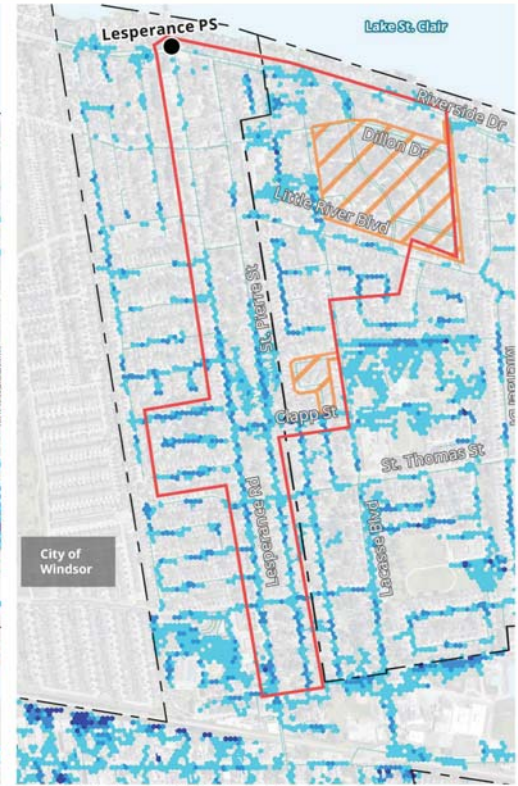 Lesperance PS
Lake St. Clair
Riverside Dr
Dillon Dr
Little River Blvd
St. Pierre St
Clapp St
St. Thomas St
Lesperance Rd
Lacasse Blvd
City of
Windsor